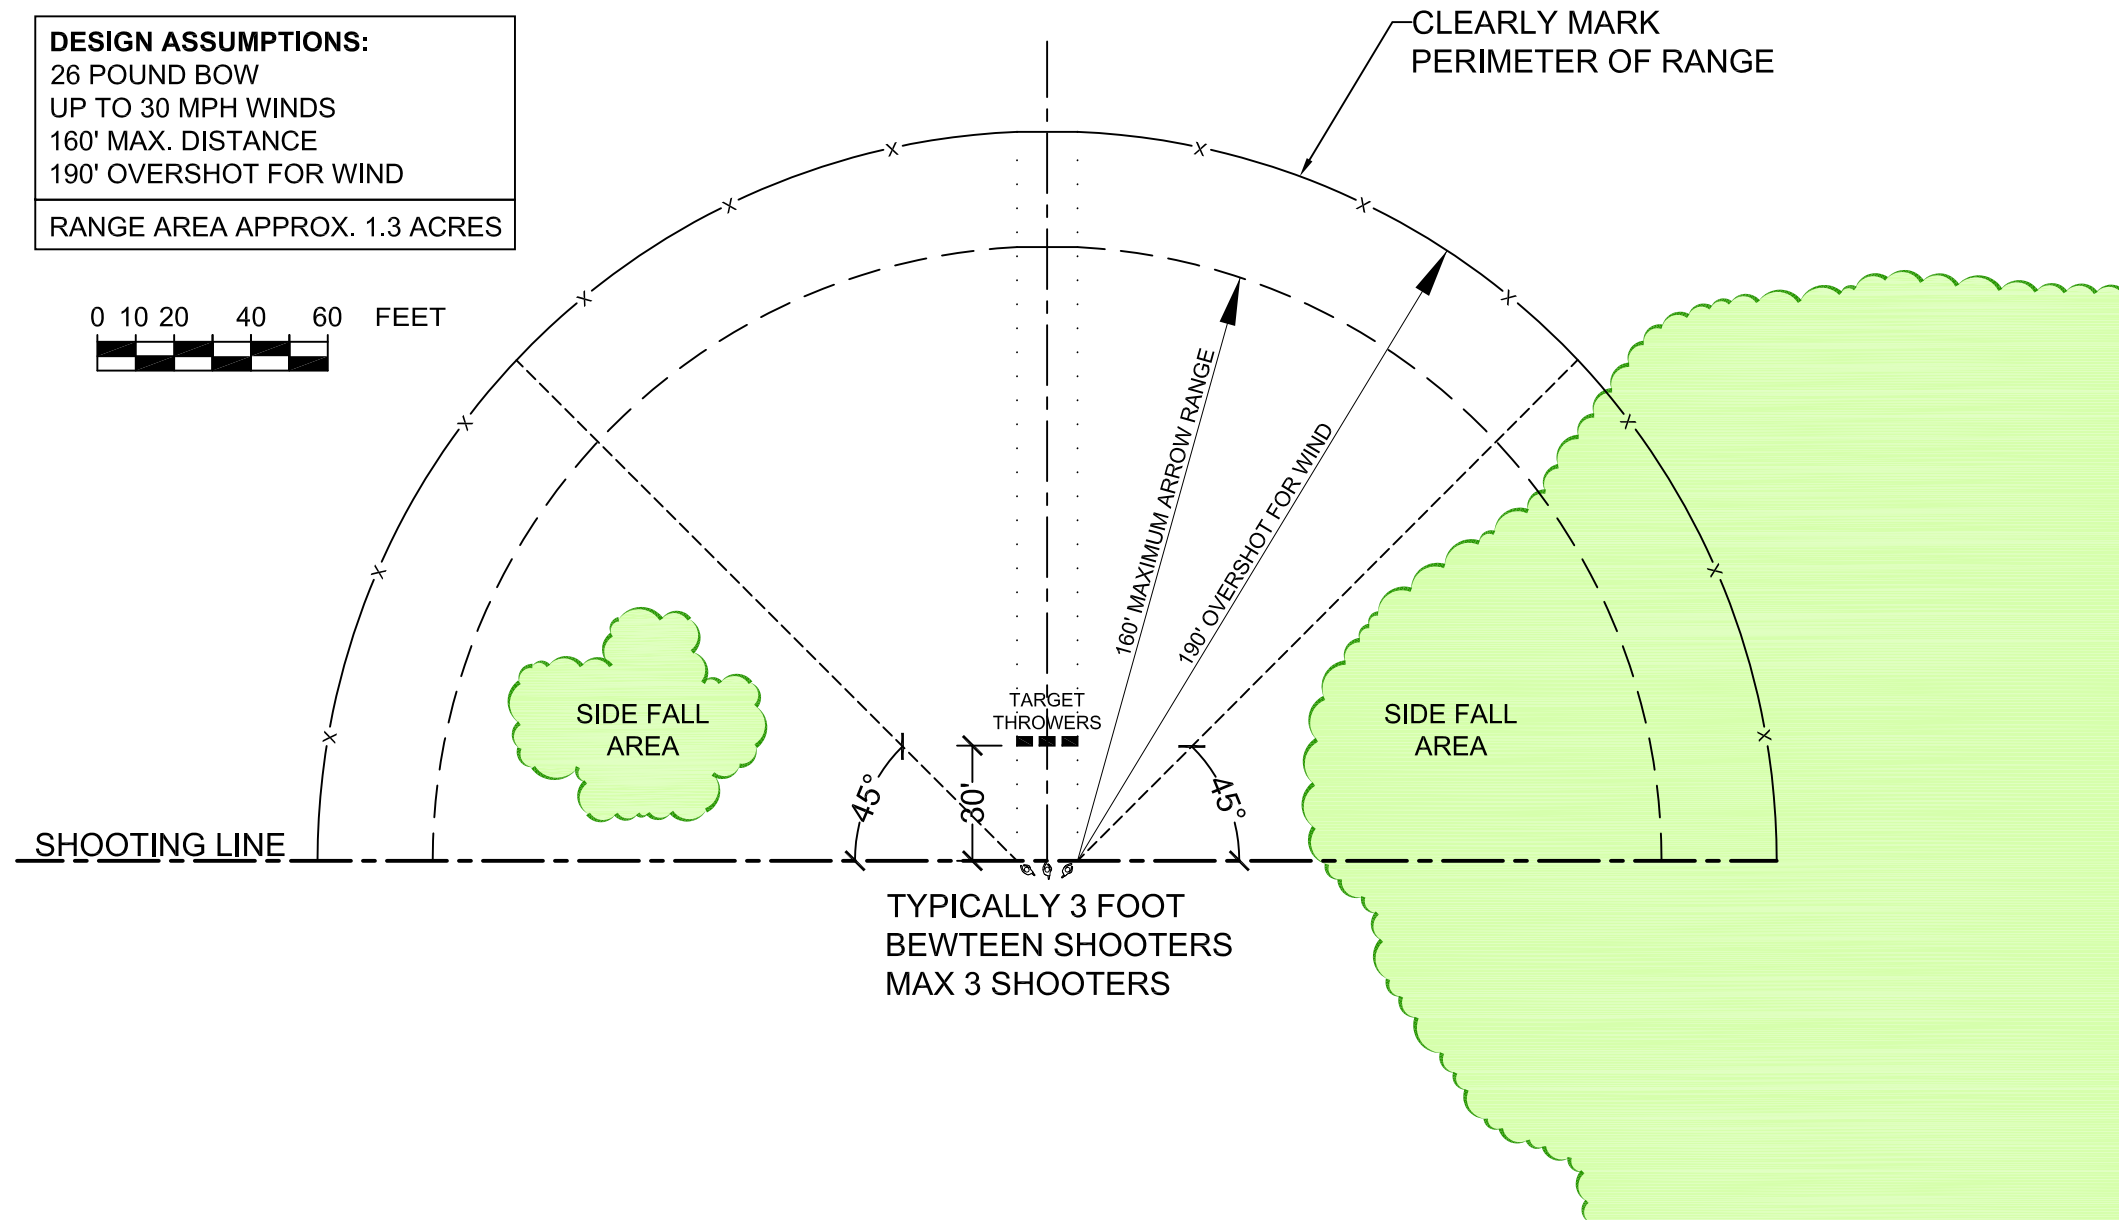 DESIGN ASSUMPTIONS:
26 POUND BOW
UP TO 30 MPH WINDS
160' MAX. DISTANCE
190' OVERSHOT FOR WIND
RANGE AREA APPROX. 1.3 ACRES
CLEARLY MARK
PERIMETER OF RANGE
0 10 20 40 60 FEET
160' MAXIMUM ARROW RANGE
190' OVERSHOT FOR WIND
TARGET
THROWERS
SIDE FALL
AREA
SIDE FALL
AREA
45°
30'
45°
SHOOTING LINE
TYPICALLY 3 FOOT
BEWTEEN SHOOTERS
MAX 3 SHOOTERS